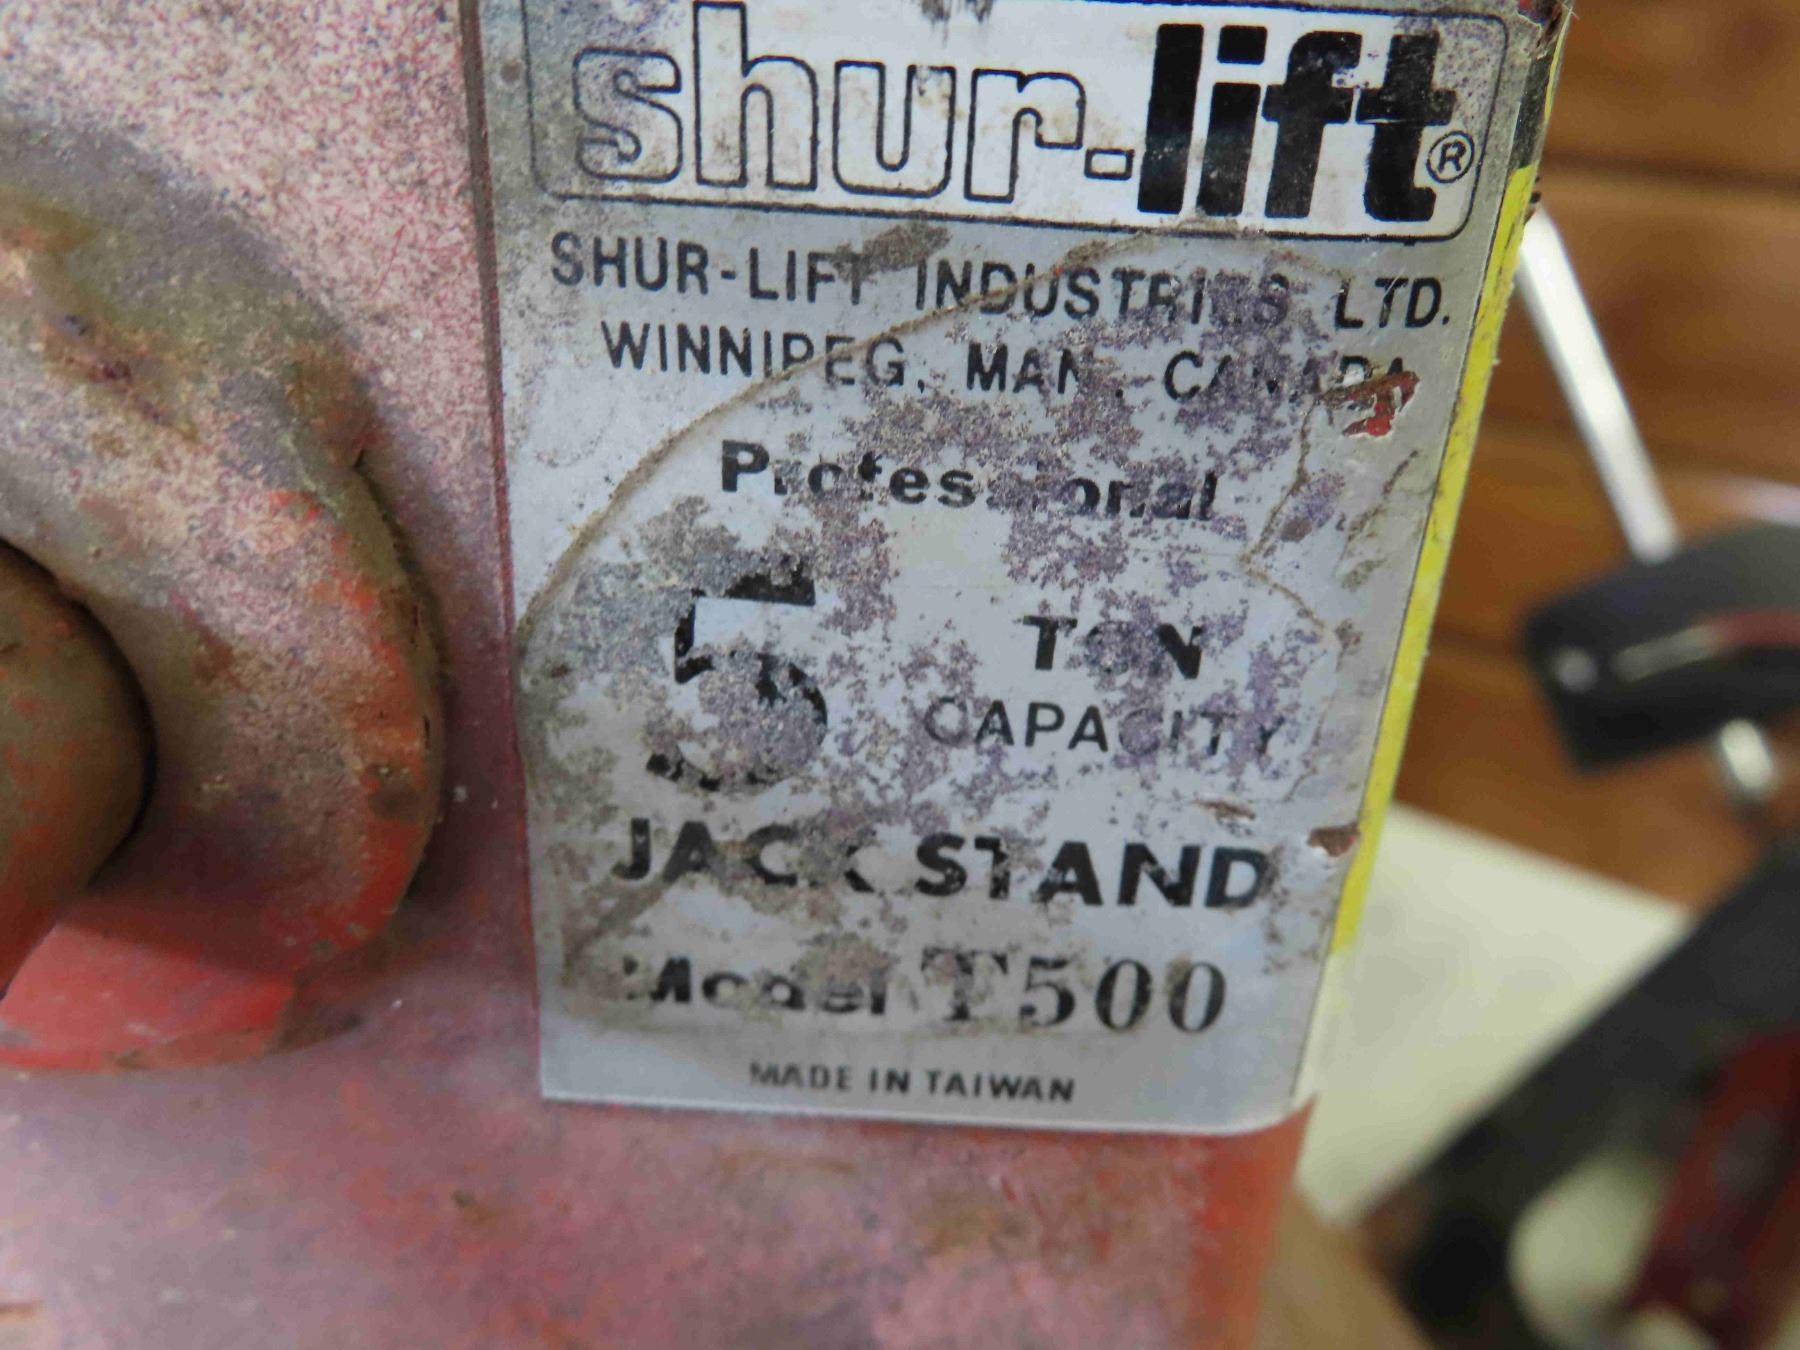 shur-lift®
SHUR-LIFT INDUSTRIES LTD.
WINNIPEG, MAN. CANADA
Professional
5 TON
CAPACITY
JACK STAND
Model T500
MADE IN TAIWAN